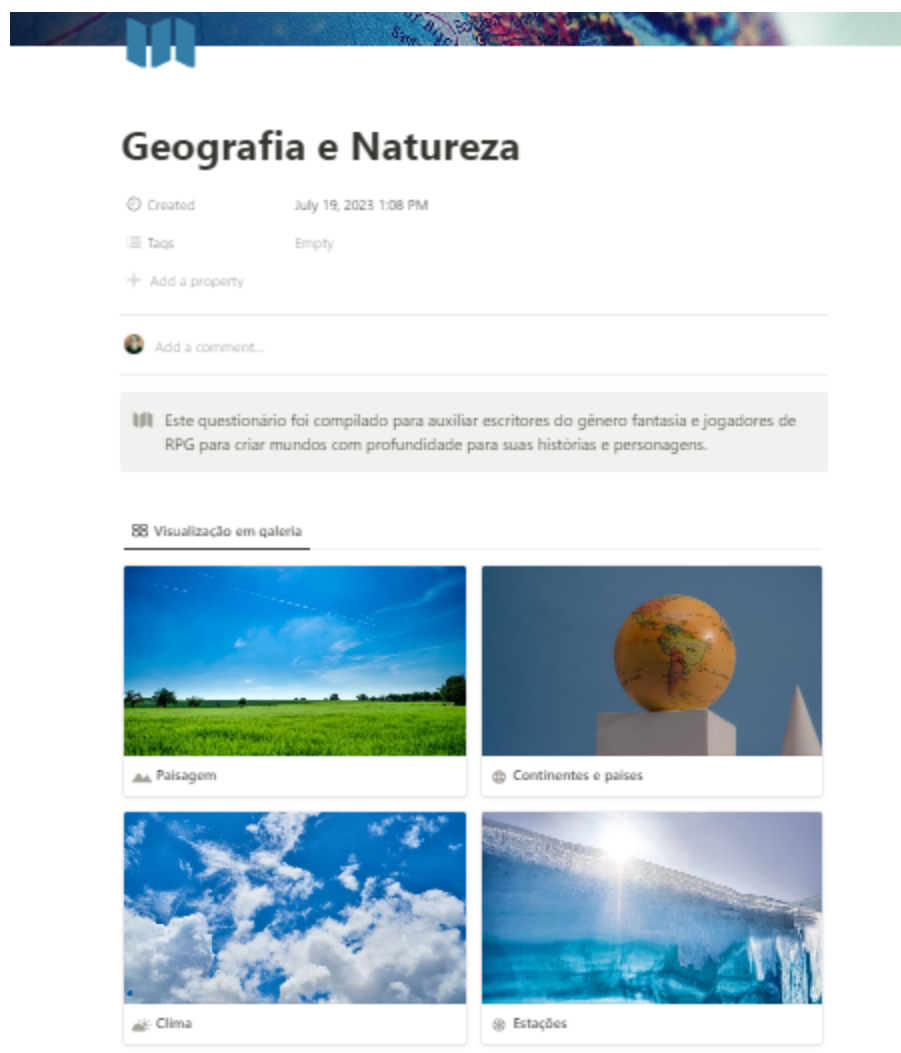 Geografia e Natureza
Created July 19, 2023 1:08 PM
Tags Empty
Add a property
Add a comment...
Este questionário foi compilado para auxiliar escritores do gênero fantasia e jogadores de
RPG para criar mundos com profundidade para suas histórias e personagens.
Visualização em galeria
Paisagem
Continentes e países
Clima
Estações